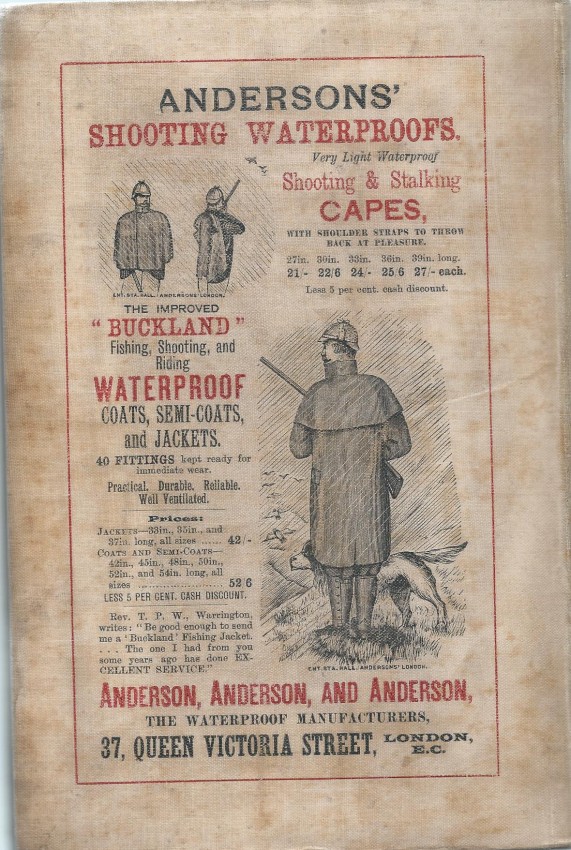 ANDERSONS'
SHOOTING WATERPROOFS.
Very Light Waterproof
Shooting & Stalking
CAPES,
WITH SHOULDER STRAPS TO THROW
BACK AT PLEASURE.
27in. 30in. 33in. 36in. 39in. long.
21/- 22/6 24/- 25/6 27/- each.
Less 5 per cent. cash discount.
ENT. STA. HALL. ANDERSONS' LONDON.
THE IMPROVED
"BUCKLAND"
Fishing, Shooting, and
Riding
WATERPROOF
COATS, SEMI-COATS,
and JACKETS.
40 FITTINGS kept ready for
immediate wear.
Practical. Durable. Reliable.
Well Ventilated.
Prices:
JACKETS—33in., 35in., and
37in. long, all sizes ...... 42/-
COATS AND SEMI-COATS—
42in., 45in., 48in., 50in.,
52in., and 54in. long, all
sizes .................. 52/6
LESS 5 PER CENT. CASH DISCOUNT.
Rev. T. P. W., Warrington,
writes: "Be good enough to send
me a 'Buckland' Fishing Jacket.
. . . . The one I had from you
some years ago has done EX-
CELLENT SERVICE."
ENT. STA. HALL. ANDERSONS' LONDON.
ANDERSON, ANDERSON, AND ANDERSON,
THE WATERPROOF MANUFACTURERS,
37, QUEEN VICTORIA STREET, LONDON,
E.C.